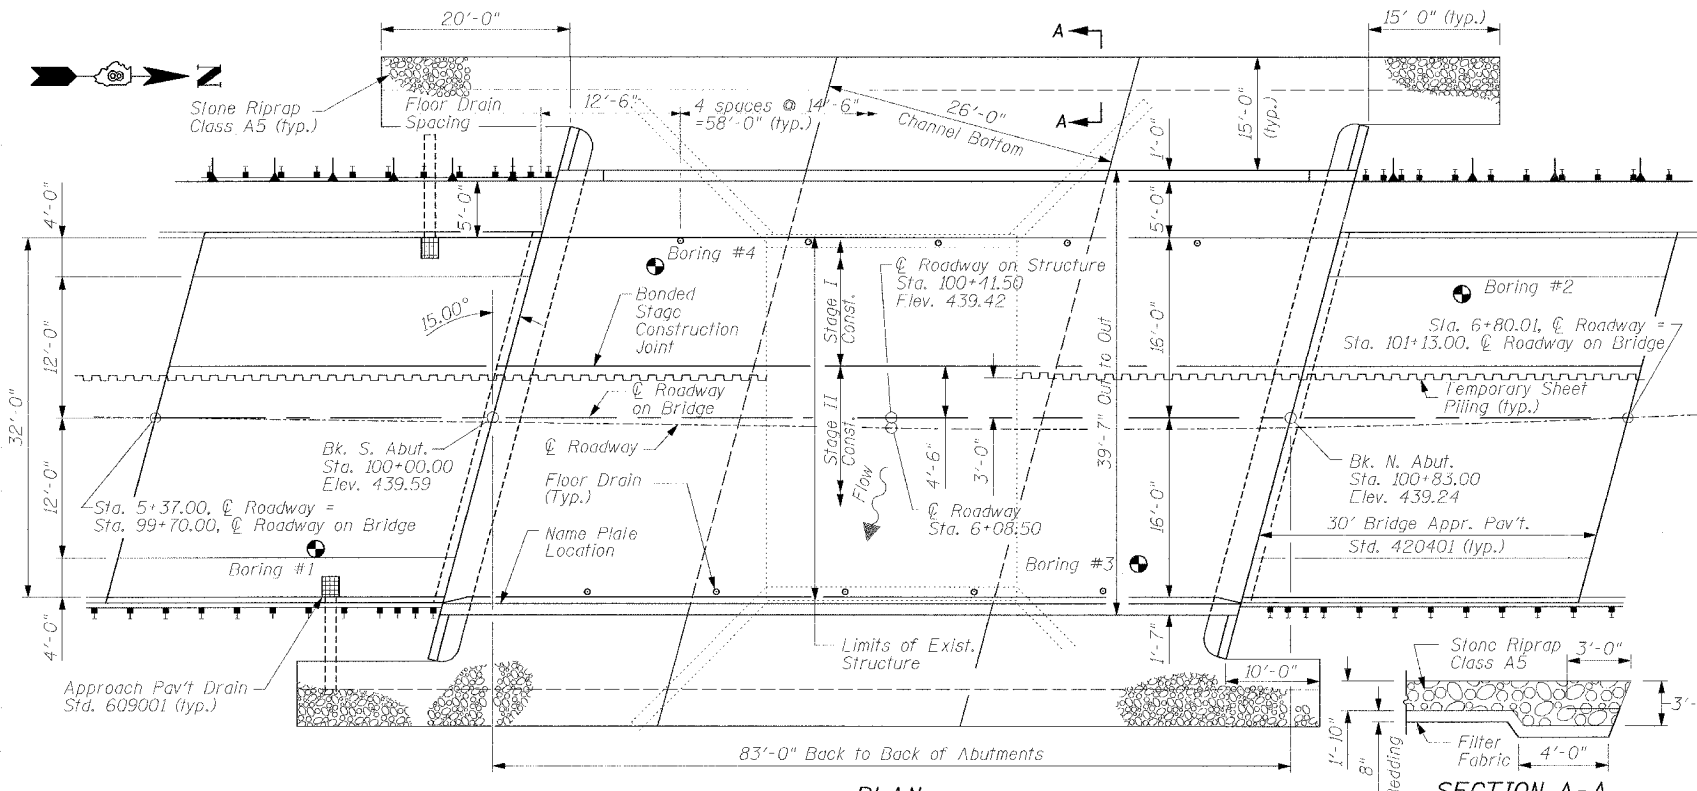 20'-0"
A
15' 0" (typ.)
N
Stone Riprap
Class A5 (typ.)
Floor Drain
Spacing
12'-6"
4 spaces @ 14'-6"
=58'-0" (typ.)
26'-0"
Channel Bottom
A
15'-0"
(typ.)
1'-0"
4'-0"
5'-0"
5'-0"
Boring #4
℄ Roadway on Structure
Sta. 100+41.50
Elev. 439.42
Boring #2
Bonded
Stage
Construction
Joint
15.00°
Stage I
Const.
16'-0"
Sta. 6+80.01, ℄ Roadway =
Sta. 101+13.00, ℄ Roadway on Bridge
12'-0"
32'-0"
℄ Roadway
on Bridge
Temporary Sheet
Piling (typ.)
Bk. S. Abut.
Sta. 100+00.00
Elev. 439.59
℄ Roadway
Stage II
Const.
4'-6"
3'-0"
39'-7" Out to Out
Bk. N. Abut.
Sta. 100+83.00
Elev. 439.24
12'-0"
Floor Drain
(Typ.)
Flow
Sta. 5+37.00, ℄ Roadway =
Sta. 99+70.00, ℄ Roadway on Bridge
℄ Roadway
Sta. 6+08.50
16'-0"
30' Bridge Appr. Pav't.
Std. 420401 (typ.)
Name Plate
Location
Boring #1
Boring #3
4'-0"
Limits of Exist.
Structure
1'-7"
10'-0"
Stone Riprap
Class A5
3'-0"
Approach Pav't Drain
Std. 609001 (typ.)
3'-
1'-10"
8"
Bedding
Filter
Fabric
4'-0"
83'-0" Back to Back of Abutments
PLAN
SECTION A-A